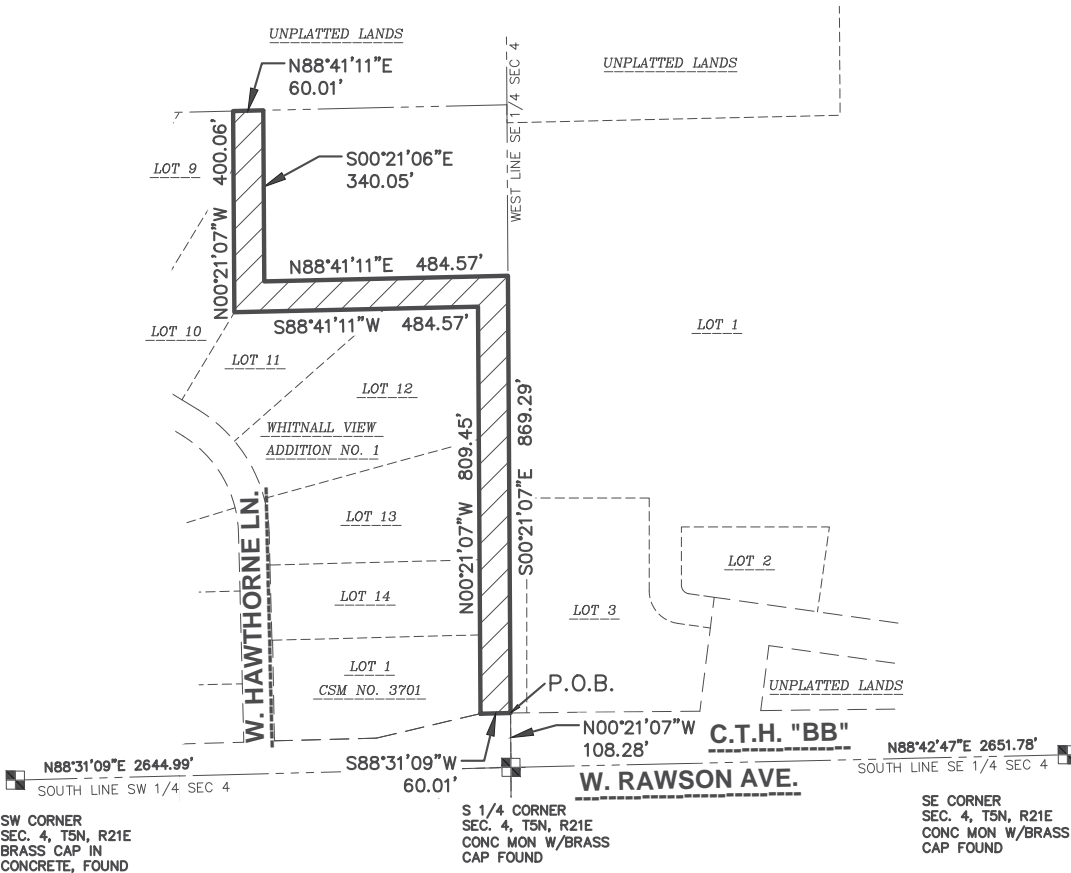 UNPLATTED LANDS
N88°41'11"E
60.01'
UNPLATTED LANDS
WEST LINE SE 1/4 SEC 4
LOT 9
N00°21'07"W 400.06'
S00°21'06"E
340.05'
N88°41'11"E 484.57'
S88°41'11"W 484.57'
LOT 10
LOT 11
LOT 1
LOT 12
WHITNALL VIEW
ADDITION NO. 1
N00°21'07"W 809.45'
S00°21'07"E 869.29'
LOT 13
LOT 2
LOT 14
LOT 3
W. HAWTHORNE LN.
LOT 1
CSM NO. 3701
P.O.B.
UNPLATTED LANDS
N00°21'07"W
108.28'
C.T.H. "BB"
S88°31'09"W
60.01'
N88°31'09"E 2644.99'
SOUTH LINE SW 1/4 SEC 4
N88°42'47"E 2651.78'
SOUTH LINE SE 1/4 SEC 4
W. RAWSON AVE.
SW CORNER
SEC. 4, T5N, R21E
BRASS CAP IN
CONCRETE, FOUND
S 1/4 CORNER
SEC. 4, T5N, R21E
CONC MON W/BRASS
CAP FOUND
SE CORNER
SEC. 4, T5N, R21E
CONC MON W/BRASS
CAP FOUND